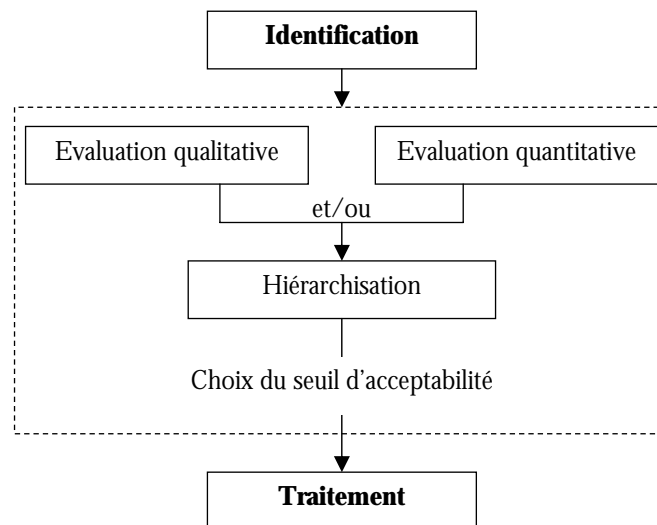 Identification
Evaluation qualitative
Evaluation quantitative
et/ou
Hiérarchisation
Choix du seuil d'acceptabilité
Traitement